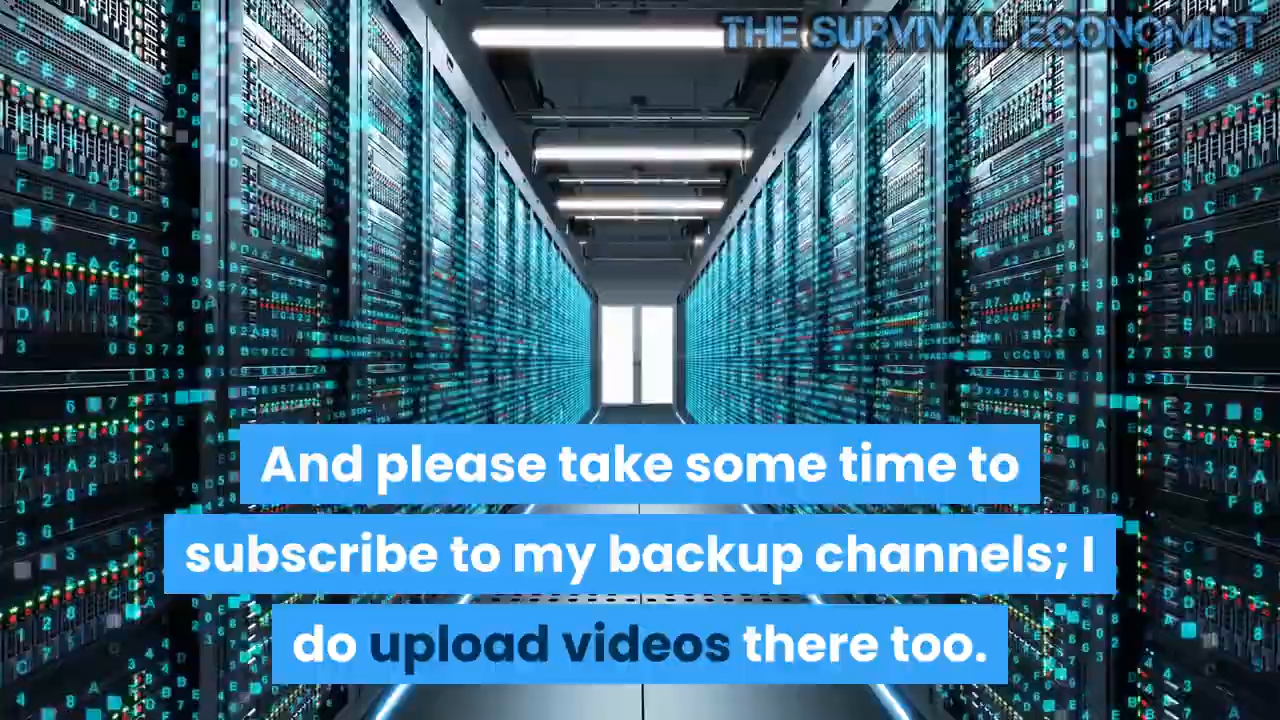 THE SURVIVAL ECONOMIST
And please take some time to
subscribe to my backup channels; I
do upload videos there too.